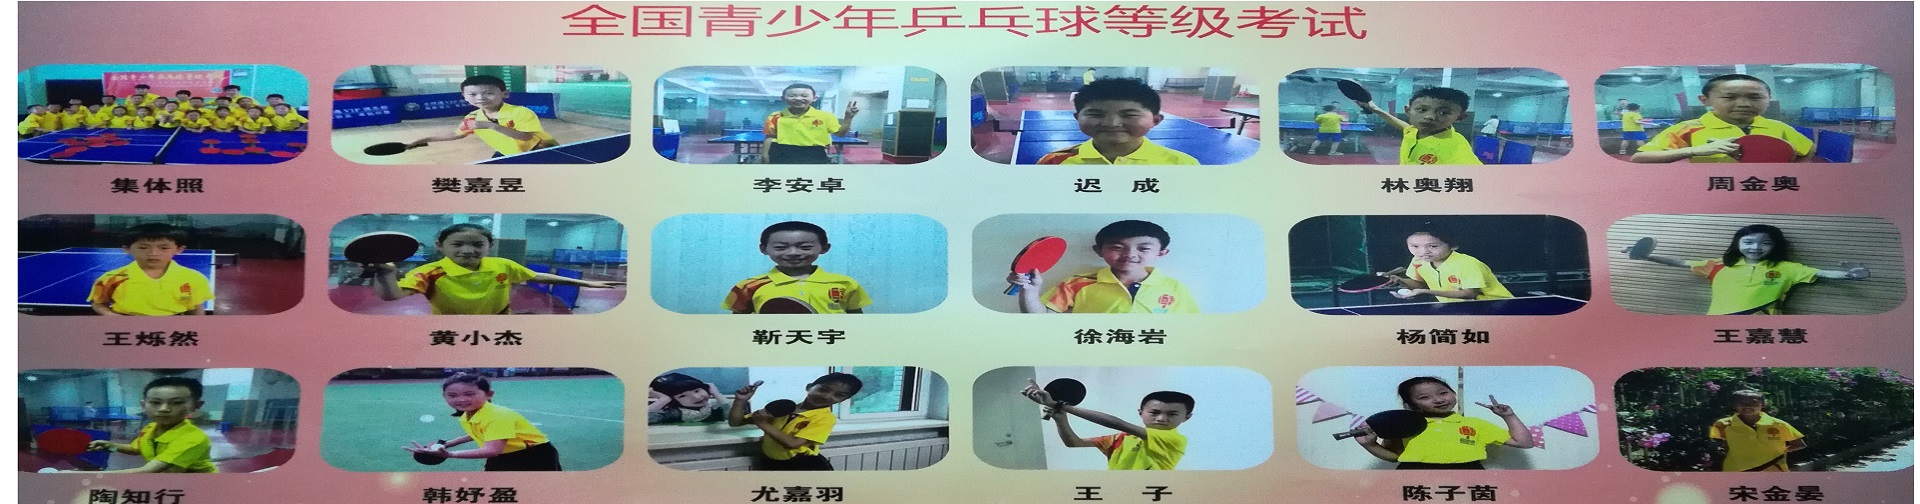 全国青少年乒乓球等级考试
集体照 樊嘉昱 李安卓 迟 成 林奥翔 周金奥
王烁然 黄小杰 靳天宇 徐海岩 杨简如 王嘉慧
陶知行 韩妤盈 尤嘉羽 王 子 陈子茵 宋金晏